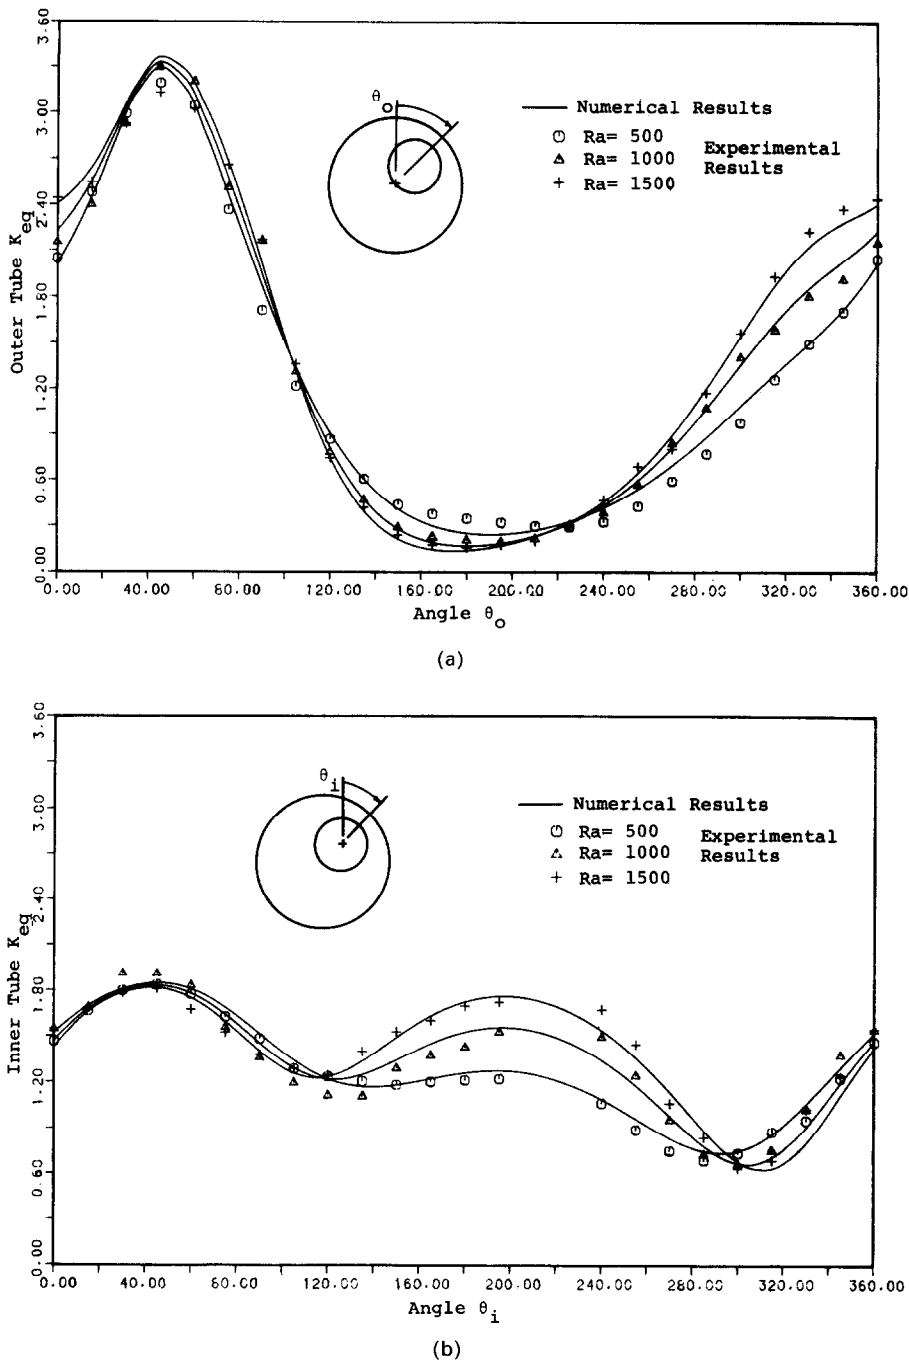 3.60
3.00
2.40
1.80
1.20
0.60
0.00
Outer Tube Keq
θo
Numerical Results
Ra= 500
Ra= 1000
Ra= 1500
Experimental
Results
0.00
40.00
80.00
120.00
160.00
200.00
240.00
280.00
320.00
360.00
Angle θo
(a)
3.60
3.00
2.40
1.80
1.20
0.60
0.00
Inner Tube Keq
θi
Numerical Results
Ra= 500
Ra= 1000
Ra= 1500
Experimental
Results
0.00
40.00
80.00
120.00
160.00
200.00
240.00
280.00
320.00
360.00
Angle θi
(b)